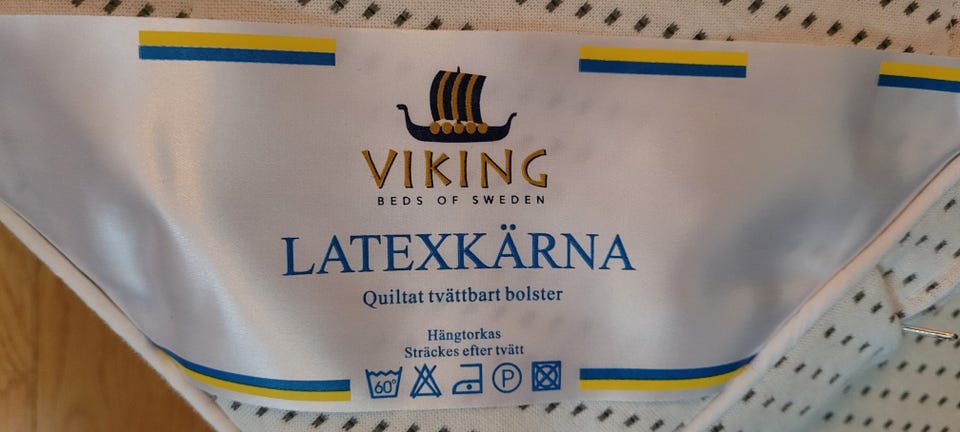 VIKING
BEDS OF SWEDEN
LATEXKÄRNA
Quiltat tvättbart bolster
Hängtorkas
Sträckes efter tvätt
60° P